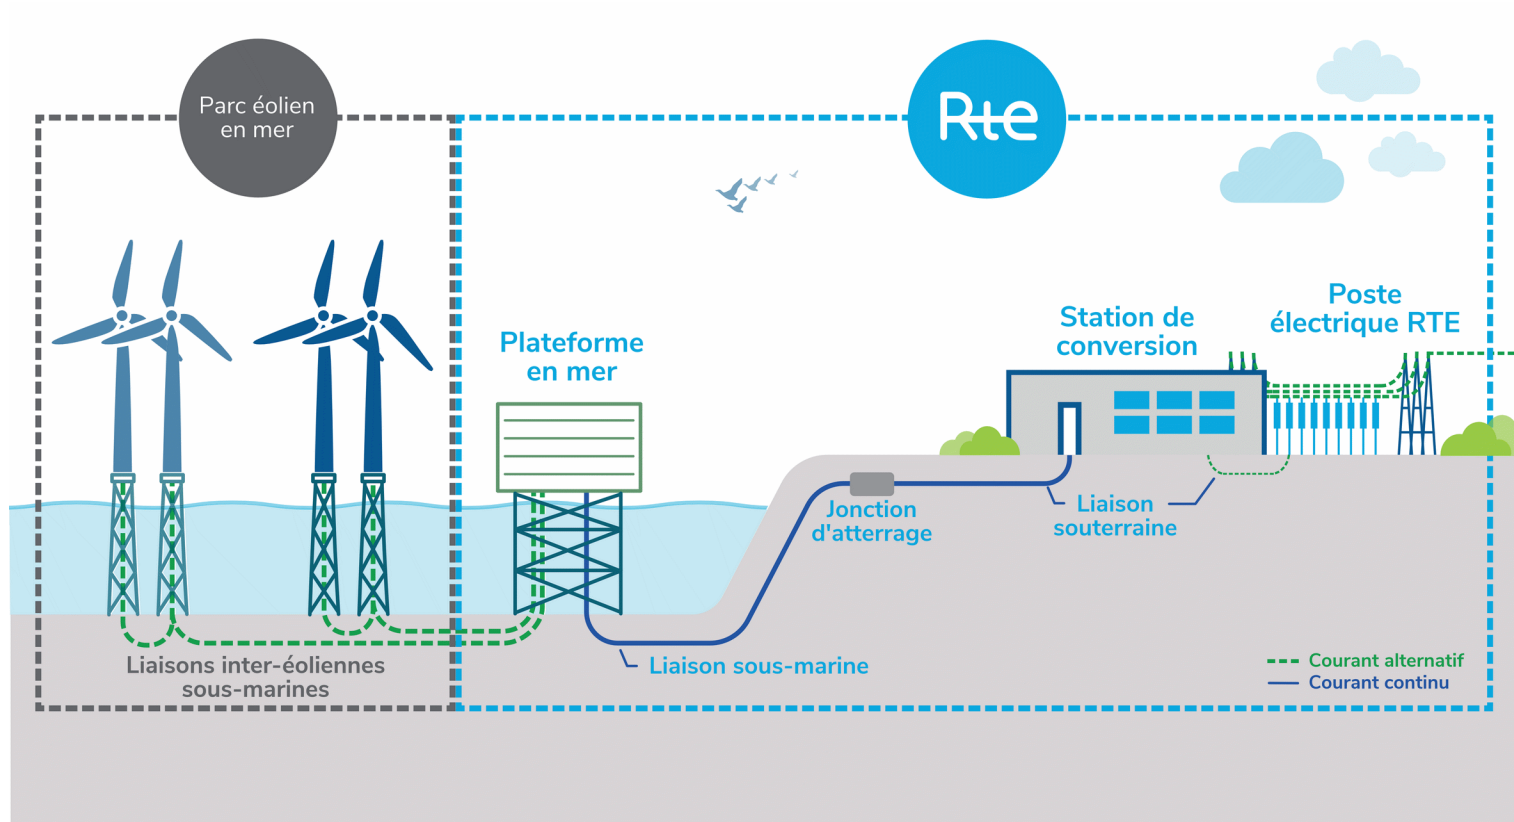 Parc éolien
en mer
Rte
Plateforme
en mer
Station de
conversion
Poste
électrique RTE
Jonction
d'atterrage
Liaison
souterraine
Liaisons inter-éoliennes
sous-marines
Liaison sous-marine
Courant alternatif
Courant continu